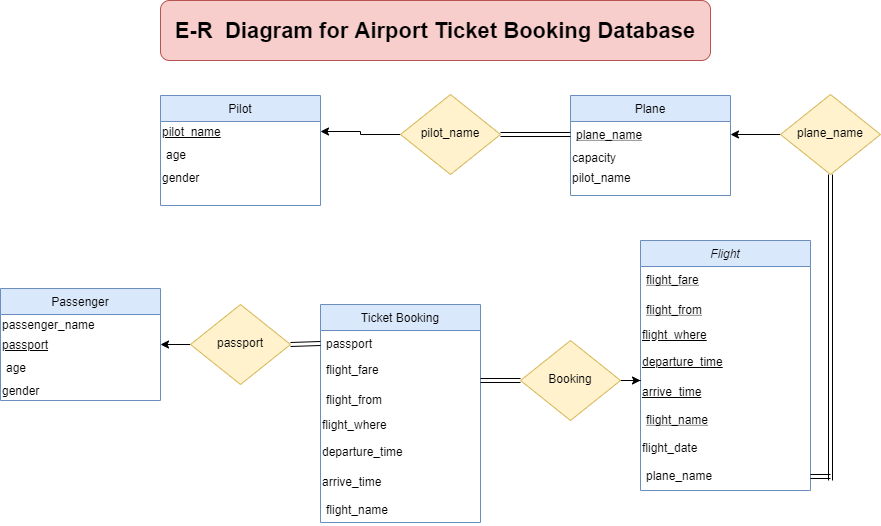 E-R Diagram for Airport Ticket Booking Database
Pilot
pilot_name
age
gender
pilot_name
Plane
plane_name
capacity
pilot_name
plane_name
Flight
flight_fare
flight_from
flight_where
departure_time
arrive_time
flight_name
flight_date
plane_name
Passenger
passenger_name
passport
age
gender
passport
Ticket Booking
passport
flight_fare
flight_from
flight_where
departure_time
arrive_time
flight_name
Booking